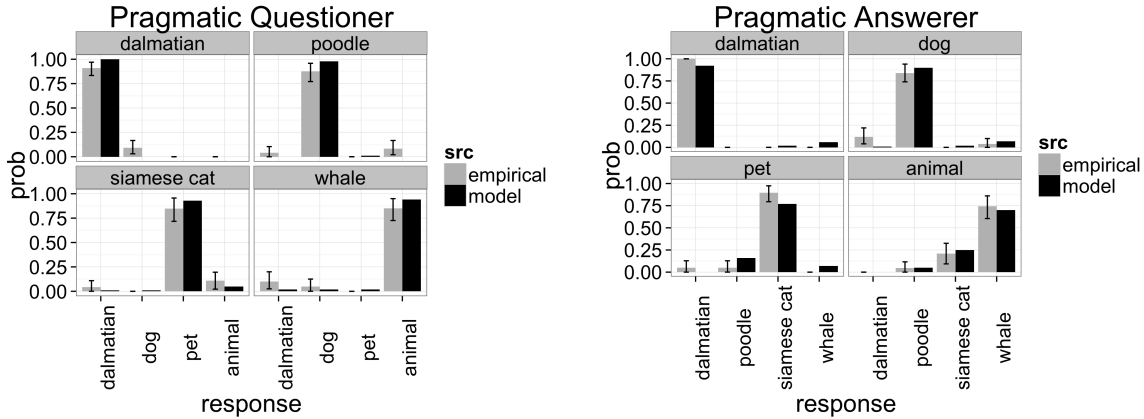 Pragmatic Questioner
dalmatian poodle
1.00
0.75
0.50
0.25
0.00
siamese cat whale
1.00
0.75
0.50
0.25
0.00
prob
dalmatian
dog
pet
animal
dalmatian
dog
pet
animal
response
src
empirical
model
Pragmatic Answerer
dalmatian dog
1.00
0.75
0.50
0.25
0.00
pet animal
1.00
0.75
0.50
0.25
0.00
prob
dalmatian
poodle
siamese cat
whale
dalmatian
poodle
siamese cat
whale
response
src
empirical
model